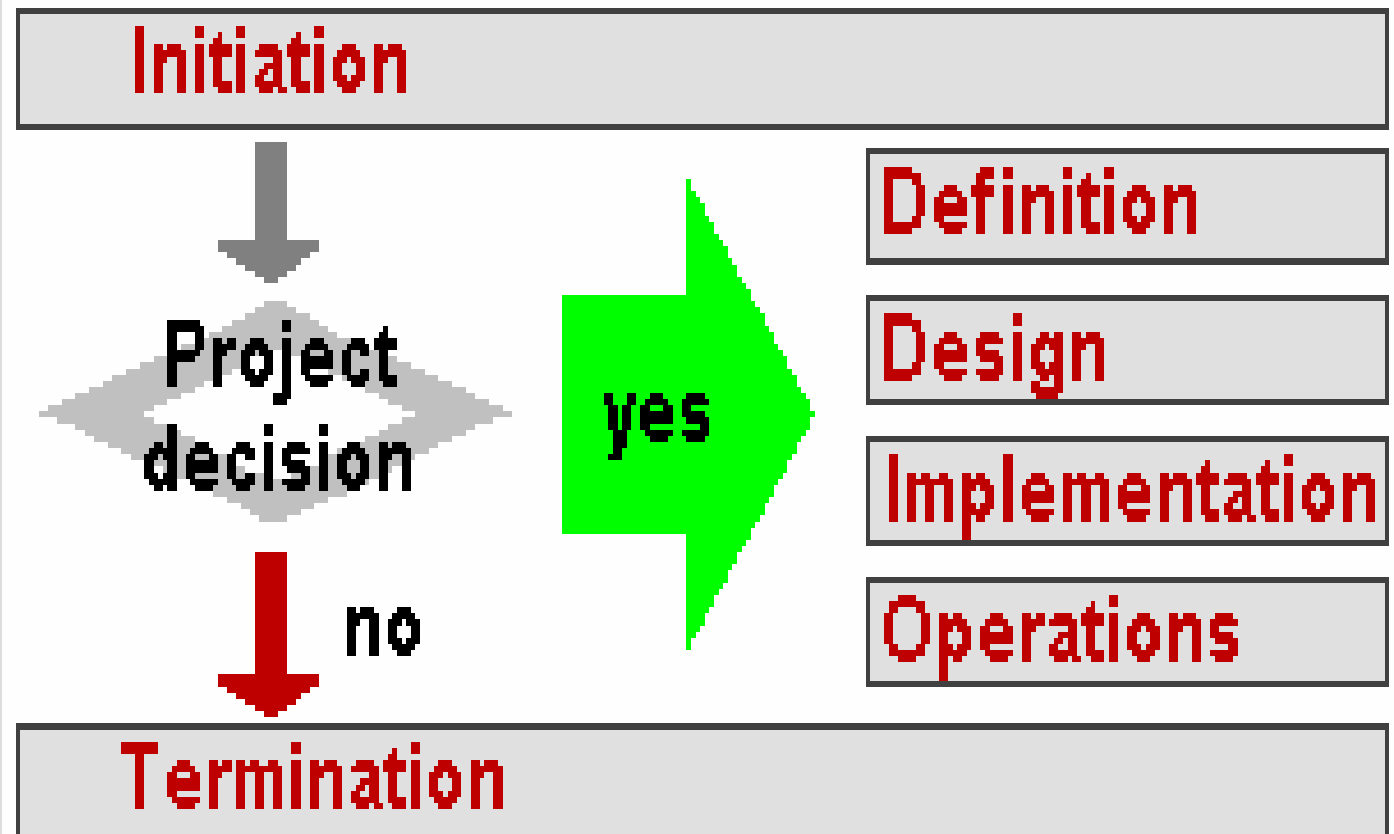 Initiation
Project
decision
yes
no
Definition
Design
Implementation
Operations
Termination